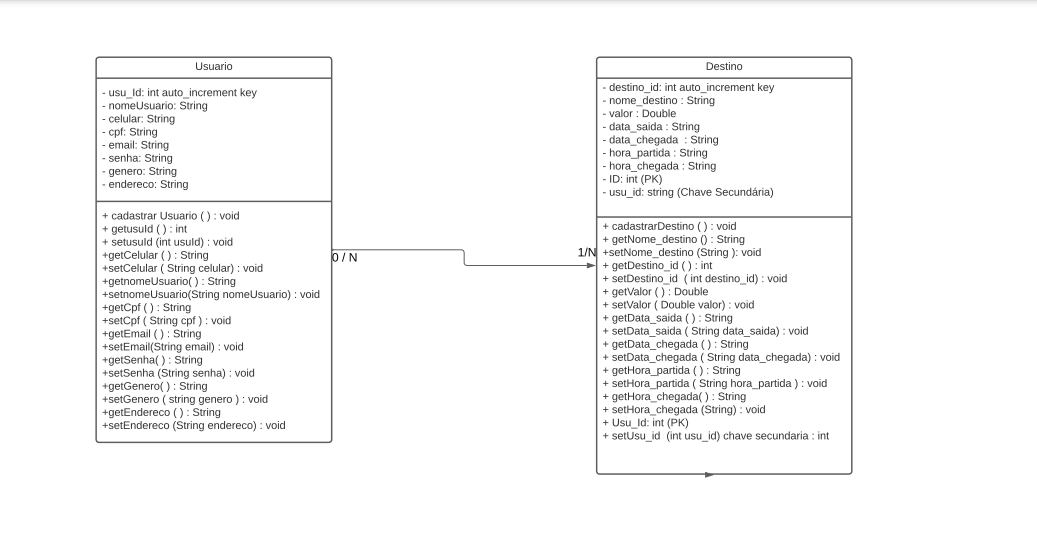 Usuario
- usu_Id: int auto_increment key
- nomeUsuario: String
- celular: String
- cpf: String
- email: String
- senha: String
- genero: String
- endereco: String
+ cadastrar Usuario ( ) : void
+ getusuId ( ) : int
+ setusuId (int usuId) : void
+getCelular ( ) : String
+setCelular ( String celular) : void
+getnomeUsuario( ) : String
+setnomeUsuario(String nomeUsuario) : void
+getCpf ( ) : String
+setCpf ( String cpf ) : void
+getEmail ( ) : String
+setEmail(String email) : void
+getSenha( ) : String
+setSenha (String senha) : void
+getGenero( ) : String
+setGenero ( string genero ) : void
+getEndereco ( ) : String
+setEndereco (String endereco) : void
0 / N
1/N
Destino
- destino_id: int auto_increment key
- nome_destino : String
- valor : Double
- data_saida : String
- data_chegada  : String
- hora_partida : String
- hora_chegada : String
- ID: int (PK)
- usu_id: string (Chave Secundária)
+ cadastrarDestino ( ) : void
+ getNome_destino () : String
+setNome_destino (String ): void
+ getDestino_id ( ) : int
+ setDestino_id  ( int destino_id) : void
+ getValor ( ) : Double
+ setValor ( Double valor) : void
+ getData_saida ( ) : String
+ setData_saida ( String data_saida) : void
+ getData_chegada ( ) : String
+ setData_chegada ( String data_chegada) : void
+ getHora_partida ( ) : String
+ setHora_partida ( String hora_partida ) : void
+ getHora_chegada( ) : String
+ setHora_chegada (String) : void
+ Usu_Id: int (PK)
+ setUsu_id  (int usu_id) chave secundaria : int